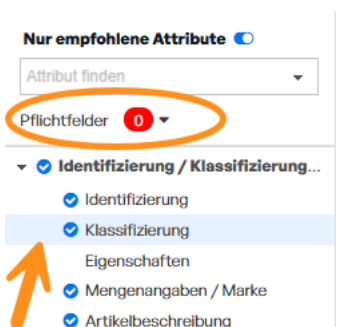 Nur empfohlene Attribute
Attribut finden
Pflichtfelder 0
Identifizierung / Klassifizierung...
Identifizierung
Klassifizierung
Eigenschaften
Mengenangaben / Marke
Artikelbeschreibung